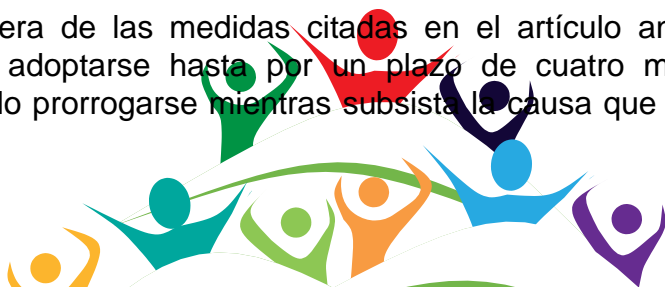 era de las medidas citadas en el artículo an
adoptarse hasta por un plazo de cuatro m
do prorrogarse mientras subsista la causa que